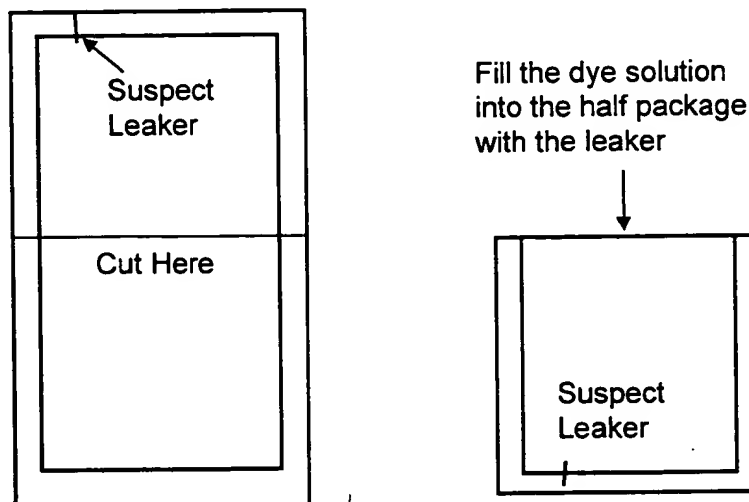 Suspect
Leaker
Cut Here
Fill the dye solution
into the half package
with the leaker
Suspect
Leaker